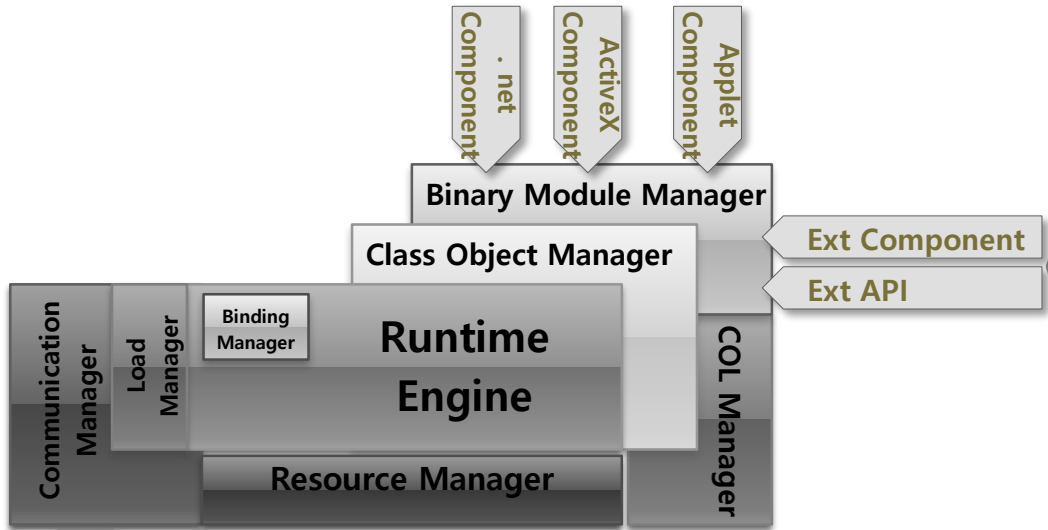 . net
Component
ActiveX
Component
Applet
Component
Binary Module Manager
Class Object Manager
Ext Component
Ext API
Communication
Manager
Load
Manager
Binding
Manager
Runtime
Engine
COL Manager
Resource Manager